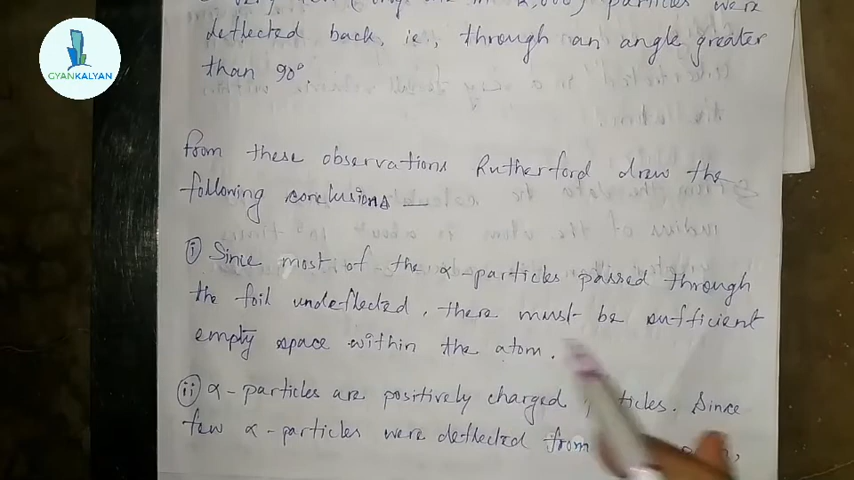 GYANKALYAN
particles were
deflected back, ie., through an angle greater
than 90°.
from these observations Rutherford drew the
following conclusions —
(i) Since most of the α-particles passed through
the foil undeflected, there must be sufficient
empty space within the atom.
(ii) α-particles are positively charged Since
few α-particles were deflected from